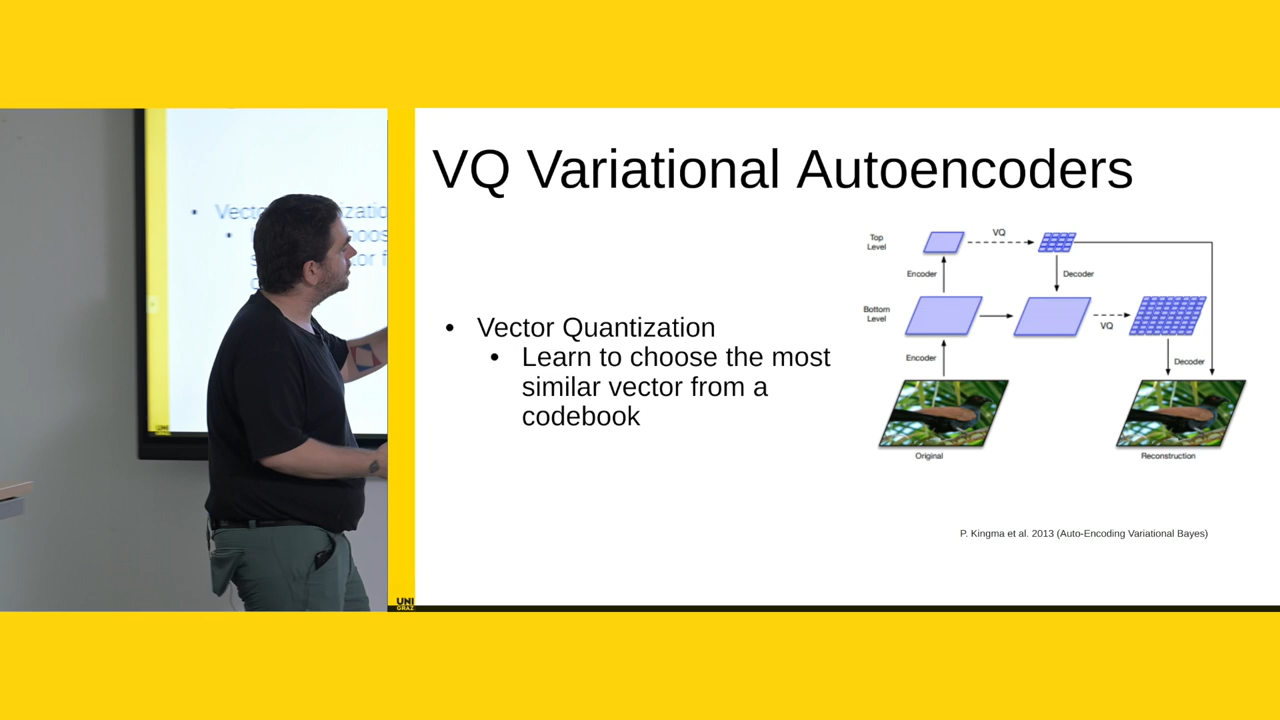 VQ Variational Autoencoders
• Vector Quantization
• Learn to choose the most
similar vector from a
codebook
Top
Level
VQ
Encoder
Decoder
Bottom
Level
VQ
Encoder
Decoder
Original
Reconstruction
P. Kingma et al. 2013 (Auto-Encoding Variational Bayes)
UNI
GRAZ